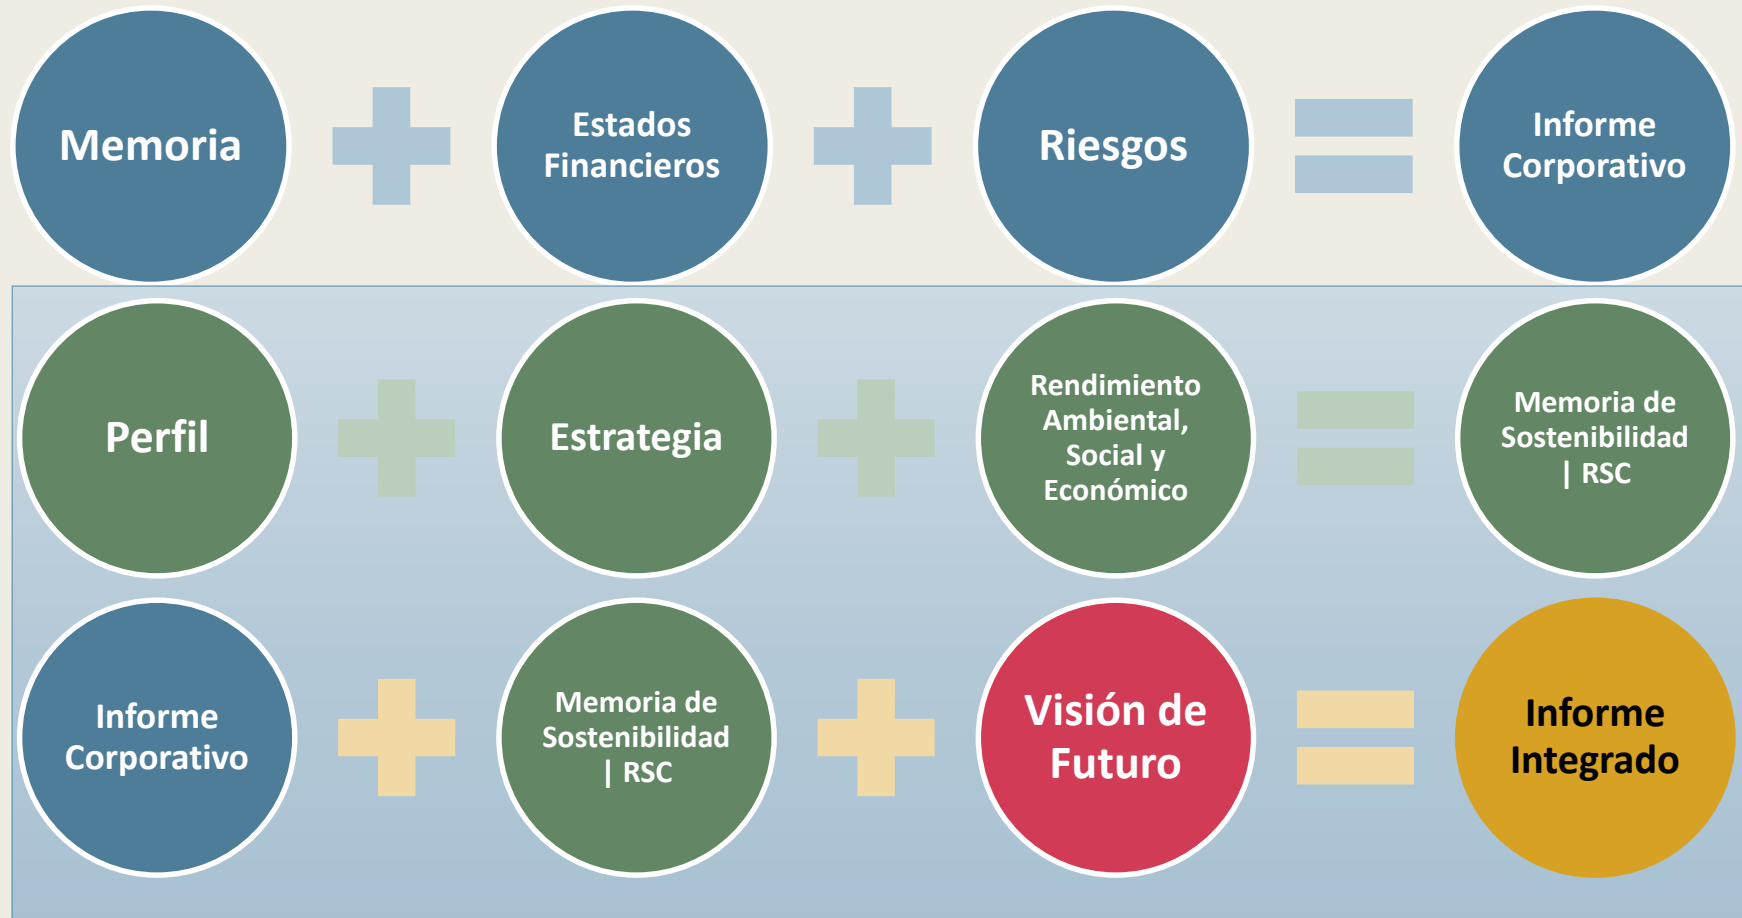 Memoria
Estados
Financieros
Riesgos
Informe
Corporativo
Perfil
Estrategia
Rendimiento
Ambiental,
Social y
Económico
Memoria de
Sostenibilidad
| RSC
Informe
Corporativo
Memoria de
Sostenibilidad
| RSC
Visión de
Futuro
Informe
Integrado